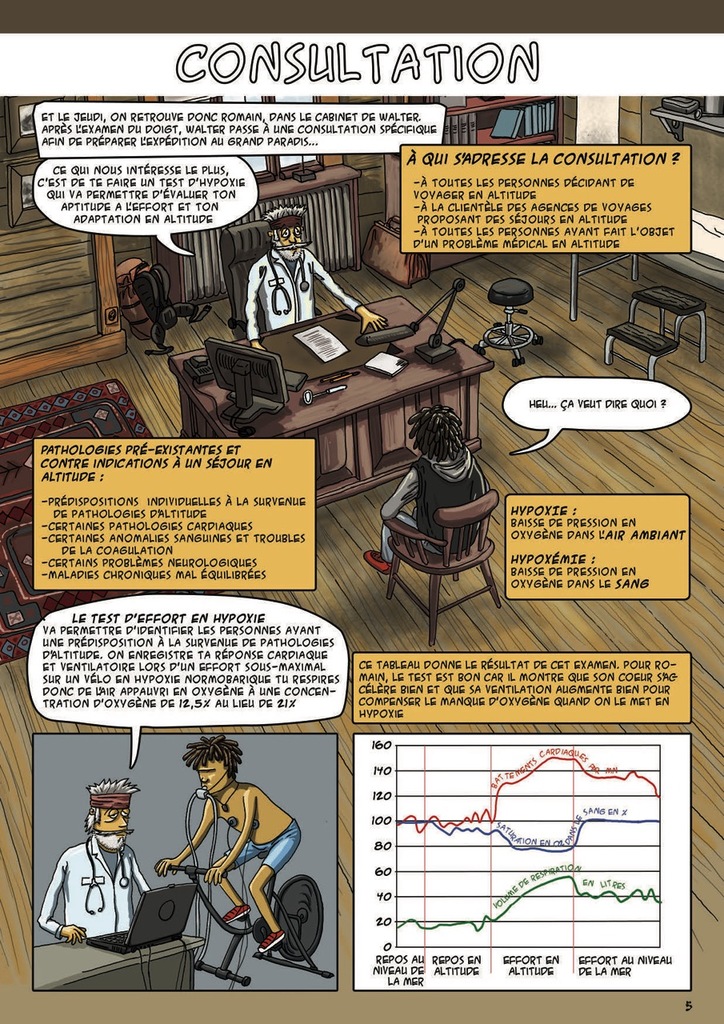 CONSULTATION
ET LE JEUDI, ON RETROUVE DONC ROMAIN, DANS LE CABINET DE WALTER.
APRÈS L'EXAMEN DU DOIGT, WALTER PASSE À UNE CONSULTATION SPÉCIFIQUE
AFIN DE PRÉPARER L'EXPÉDITION AU GRAND PARADIS...
CE QUI NOUS INTÉRESSE LE PLUS,
C'EST DE TE FAIRE UN TEST D'HYPOXIE
QUI VA PERMETTRE D'ÉVALUER TON
APTITUDE A L'EFFORT ET TON
ADAPTATION EN ALTITUDE
À QUI S'ADRESSE LA CONSULTATION ?
-À TOUTES LES PERSONNES DÉCIDANT DE
VOYAGER EN ALTITUDE
-À LA CLIENTÈLE DES AGENCES DE VOYAGES
PROPOSANT DES SÉJOURS EN ALTITUDE
-À TOUTES LES PERSONNES AYANT FAIT L'OBJET
D'UN PROBLÈME MÉDICAL EN ALTITUDE
HEU... ÇA VEUT DIRE QUOI ?
PATHOLOGIES PRÉ-EXISTANTES ET
CONTRE INDICATIONS À UN SÉJOUR EN
ALTITUDE :
-PRÉDISPOSITIONS INDIVIDUELLES À LA SURVENUE
DE PATHOLOGIES D'ALTITUDE
-CERTAINES PATHOLOGIES CARDIAQUES
-CERTAINES ANOMALIES SANGUINES ET TROUBLES
DE LA COAGULATION
-CERTAINS PROBLÈMES NEUROLOGIQUES
-MALADIES CHRONIQUES MAL ÉQUILIBRÉES
HYPOXIE :
BAISSE DE PRESSION EN
OXYGÈNE DANS L'AIR AMBIANT
HYPOXÉMIE :
BAISSE DE PRESSION EN
OXYGÈNE DANS LE SANG
LE TEST D'EFFORT EN HYPOXIE
VA PERMETTRE D'IDENTIFIER LES PERSONNES AYANT
UNE PRÉDISPOSITION À LA SURVENUE DE PATHOLOGIES
D'ALTITUDE. ON ENREGISTRE TA RÉPONSE CARDIAQUE
ET VENTILATOIRE LORS D'UN EFFORT SOUS-MAXIMAL
SUR UN VÉLO EN HYPOXIE NORMOBARIQUE TU RESPIRES
DONC DE L'AIR APPAUVRI EN OXYGÈNE À UNE CONCEN-
TRATION D'OXYGÈNE DE 12,5% AU LIEU DE 21%
CE TABLEAU DONNE LE RÉSULTAT DE CET EXAMEN. POUR RO-
MAIN, LE TEST EST BON CAR IL MONTRE QUE SON COEUR S'AC-
CÉLÈRE BIEN ET QUE SA VENTILATION AUGMENTE BIEN POUR
COMPENSER LE MANQUE D'OXYGÈNE QUAND ON LE MET EN
HYPOXIE
160
140
120
100
80
60
40
20
0
BATTEMENTS CARDIAQUES PAR MN
SATURATION EN O2 DANS LE SANG EN %
VOLUME DE RESPIRATION EN LITRES
REPOS AU
NIVEAU DE
LA MER
REPOS EN
ALTITUDE
EFFORT EN
ALTITUDE
EFFORT AU NIVEAU
DE LA MER
5